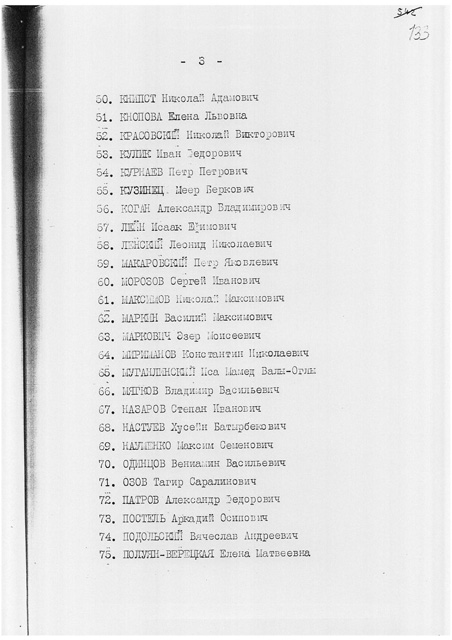 542
133
- 3 -
50. КНИПСТ Николай Адамович
51. КНОПОВА Елена Львовна
52. КРАСОВСКИЙ Николай Викторович
53. КУЛИК Иван Федорович
54. КУРНАЕВ Петр Петрович
55. КУЗИНЕЦ Меер Беркович
56. КОГАН Александр Владимирович
57. ЛЕЙН Исаак Ефимович
58. ЛЕНСКИЙ Леонид Николаевич
59. МАКАРОВСКИЙ Петр Яковлевич
60. МОРОЗОВ Сергей Иванович
61. МАКСИМОВ Николай Максимович
62. МАРКИН Василий Максимович
63. МАРКОВИЧ Эзер Моисеевич
64. МИРИМАНОВ Константин Николаевич
65. МУГАНЛИНСКИЙ Иса Мамед Валы-Оглы
66. МЯГКОВ Владимир Васильевич
67. НАЗАРОВ Степан Иванович
68. НАСТУЕВ Хусейн Батырбекович
69. НАУМЕНКО Максим Семенович
70. ОДИНЦОВ Вениамин Васильевич
71. ОЗОВ Тагир Саралинович
72. ПАТРОВ Александр Федорович
73. ПОСТЕЛЬ Аркадий Осипович
74. ПОДОЛЬСКИЙ Вячеслав Андреевич
75. ПОЛУЯН-ВЕРЕЦКАЯ Елена Матвеевна